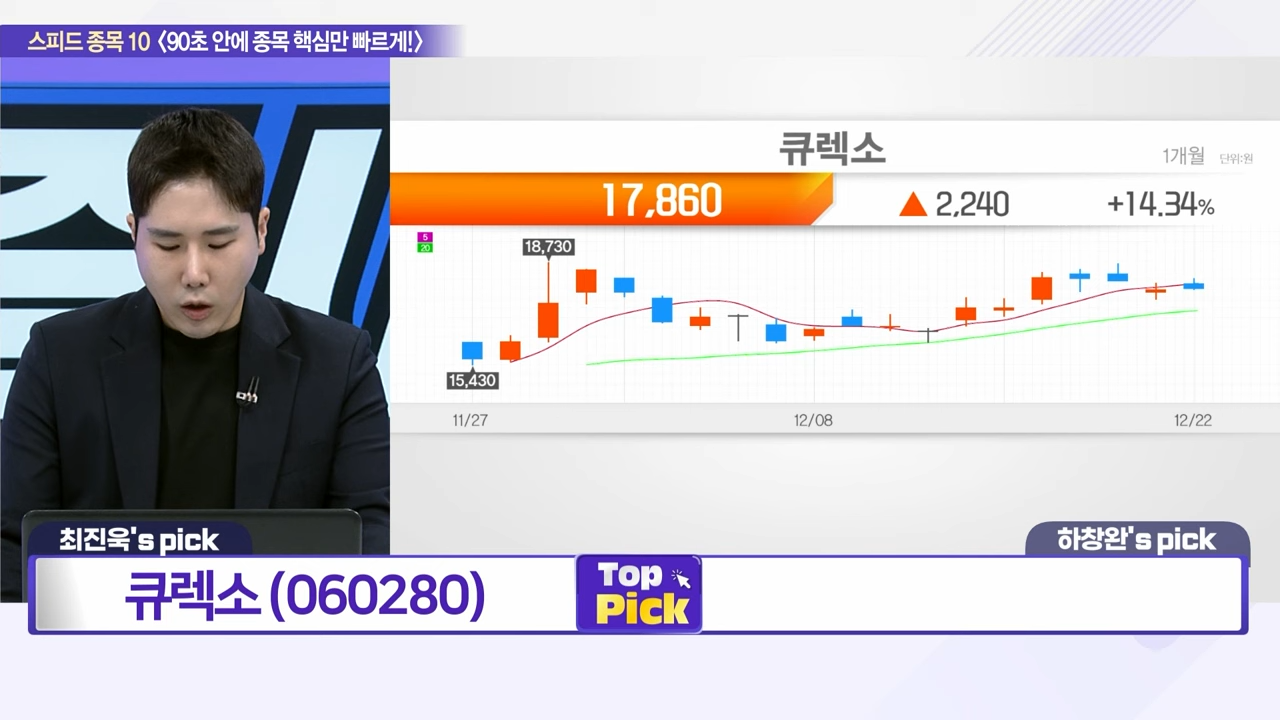 스피드 종목 10 〈90초 안에 종목 핵심만 빠르게!〉
큐렉소
1개월 단위:원
17,860 ▲ 2,240 +14.34%
5
20
18,730
15,430
11/27 12/08 12/22
최진욱's pick
하창완's pick
큐렉소 (060280)
Top
Pick